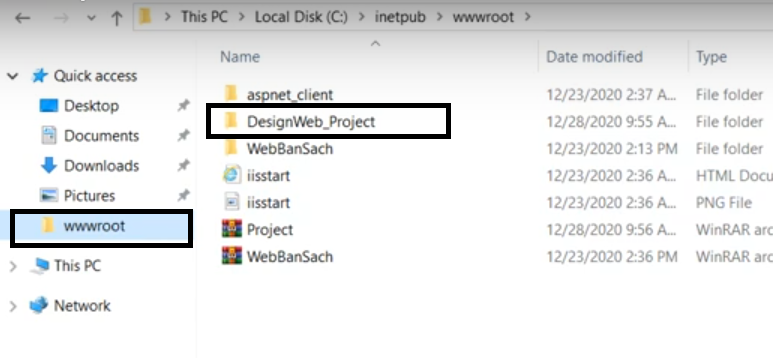 This PC > Local Disk (C:) > inetpub > wwwroot >
Name Date modified Type
Quick access
Desktop
Documents
Downloads
Pictures
wwwroot
This PC
Network
aspnet_client 12/23/2020 2:37 A... File folder
DesignWeb_Project 12/28/2020 9:55 A... File folder
WebBanSach 12/23/2020 2:13 PM File folder
iisstart 12/23/2020 2:36 A... HTML Docu
iisstart 12/23/2020 2:36 A... PNG File
Project 12/28/2020 9:56 A... WinRAR arc
WebBanSach 12/23/2020 2:36 PM WinRAR arc